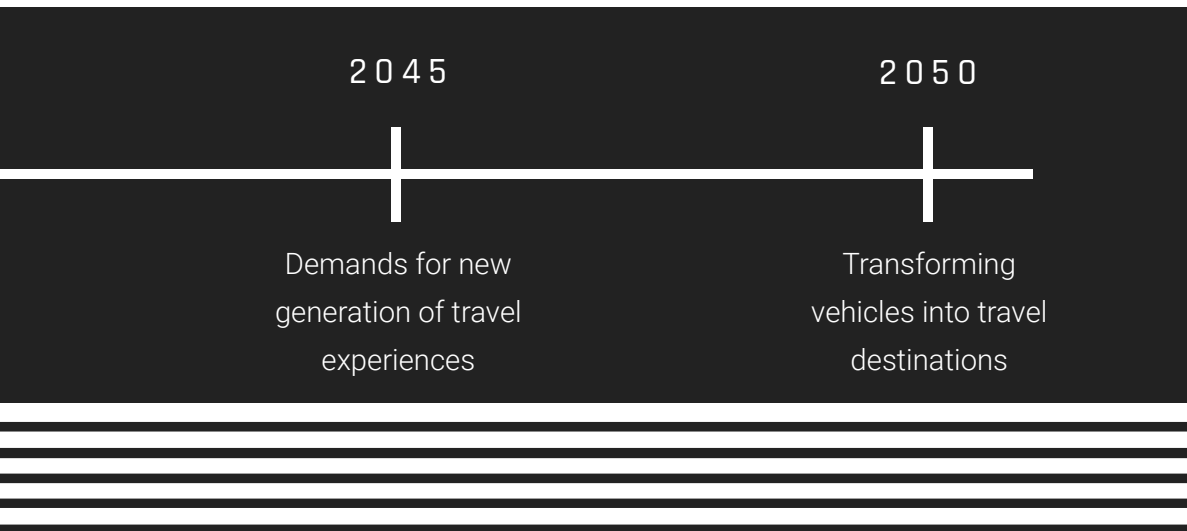 2045
Demands for new
generation of travel
experiences
2050
Transforming
vehicles into travel
destinations